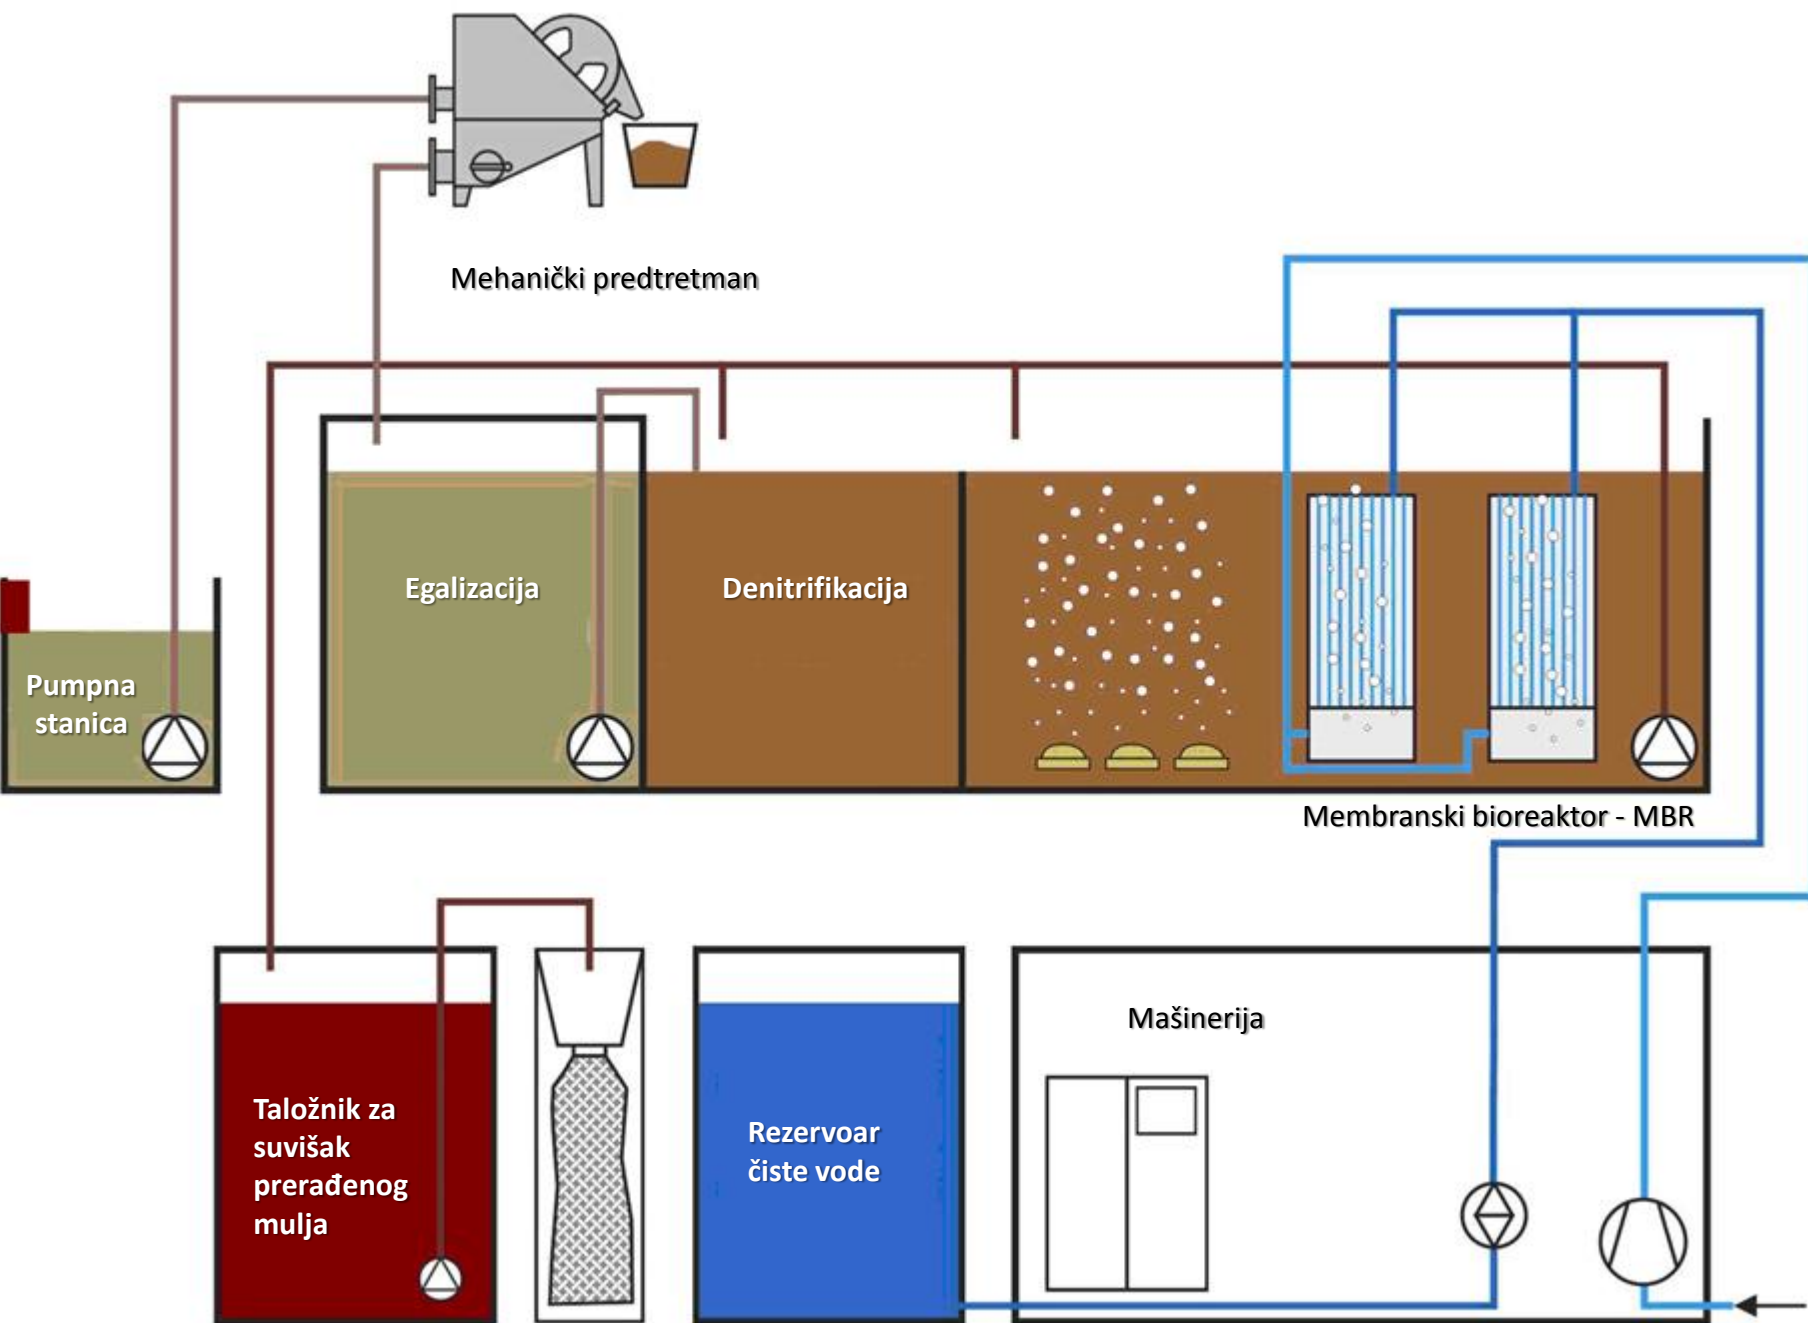 Mehanički predtretman
Egalizacija
Denitrifikacija
Pumpna
stanica
Membranski bioreaktor - MBR
Mašinerija
Taložnik za
suvišak
prerađenog
mulja
Rezervoar
čiste vode